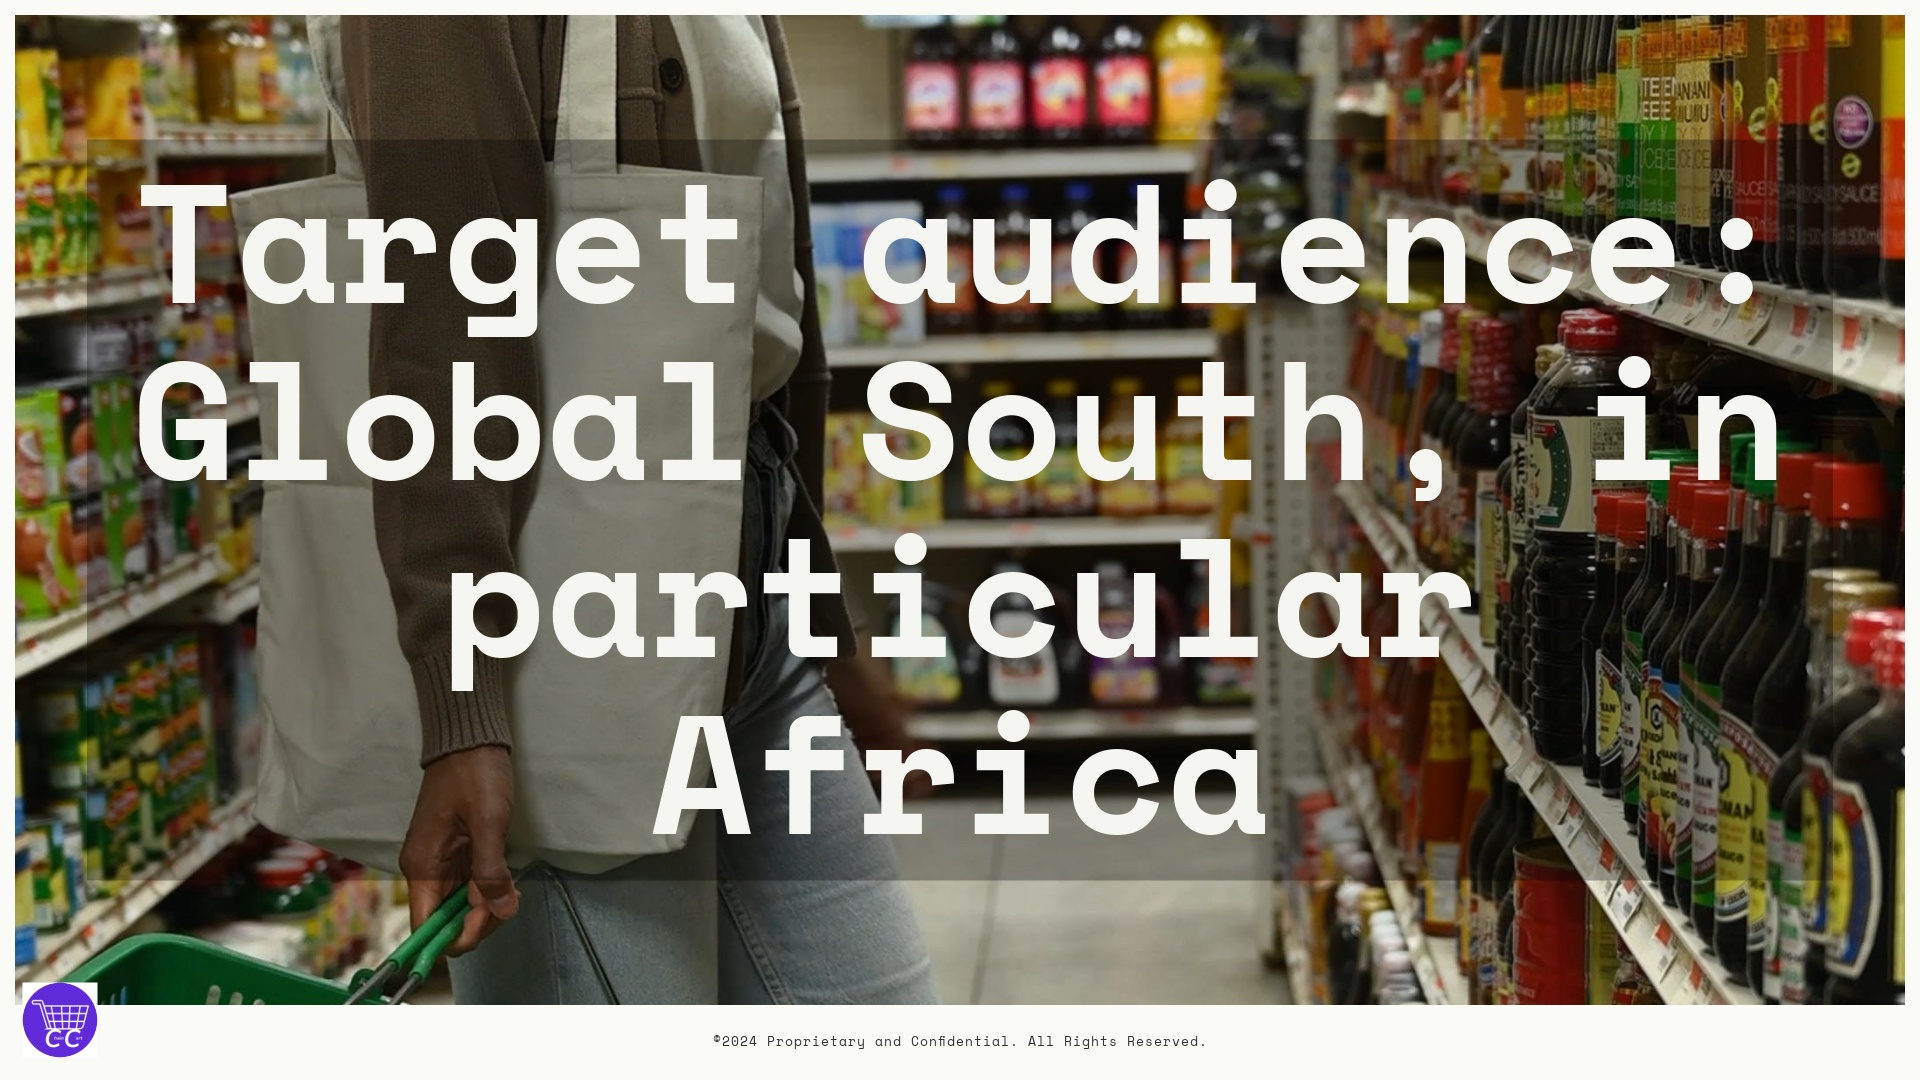 Target audience:
Global South, in
particular
Africa
©2024 Proprietary and Confidential. All Rights Reserved.